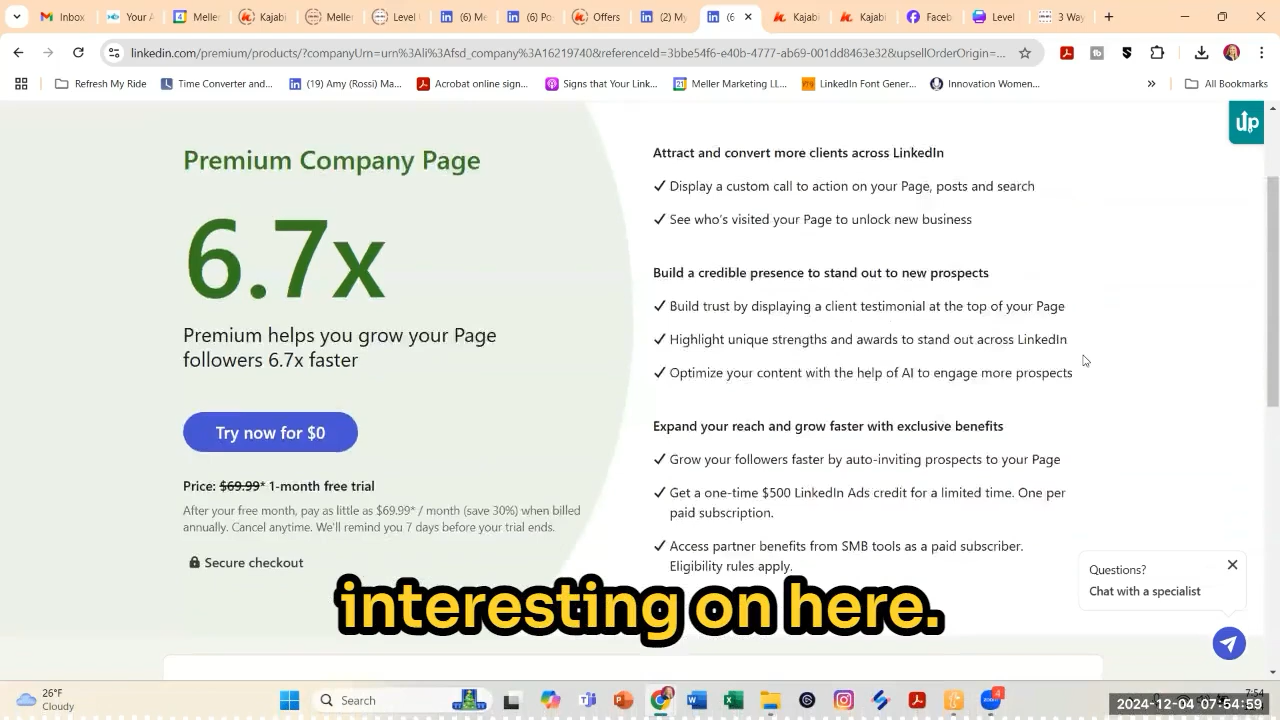 Inbox
Your A
Meller
Kajabi
Meller
Level
(6) Me
(6) Po
Offers
(2) My
(6
Kajabi
Kajabi
Faceb
Level
3 Way
linkedin.com/premium/products/?companyUrn=urn%3Ali%3Afsd_company%3A16219740&referenceId=3bbe54f6-e40b-4777-ab69-001dd8463e32&upsellOrderOrigin=...
Refresh My Ride
Time Converter and...
(19) Amy (Rossi) Ma...
Acrobat online sign...
Signs that Your Link...
Meller Marketing LL...
LinkedIn Font Gener...
Innovation Women...
All Bookmarks
up
Premium Company Page
6.7x
Premium helps you grow your Page
followers 6.7x faster
Try now for $0
Price: $69.99* 1-month free trial
After your free month, pay as little as $69.99* / month (save 30%) when billed
annually. Cancel anytime. We'll remind you 7 days before your trial ends.
Secure checkout
Attract and convert more clients across LinkedIn
✓ Display a custom call to action on your Page, posts and search
✓ See who's visited your Page to unlock new business
Build a credible presence to stand out to new prospects
✓ Build trust by displaying a client testimonial at the top of your Page
✓ Highlight unique strengths and awards to stand out across LinkedIn
✓ Optimize your content with the help of AI to engage more prospects
Expand your reach and grow faster with exclusive benefits
✓ Grow your followers faster by auto-inviting prospects to your Page
✓ Get a one-time $500 LinkedIn Ads credit for a limited time. One per
paid subscription.
✓ Access partner benefits from SMB tools as a paid subscriber.
Eligibility rules apply.
Questions?
Chat with a specialist
interesting on here.
26°F
Cloudy
Search
4
7:54
2024-12-04 07:54:59